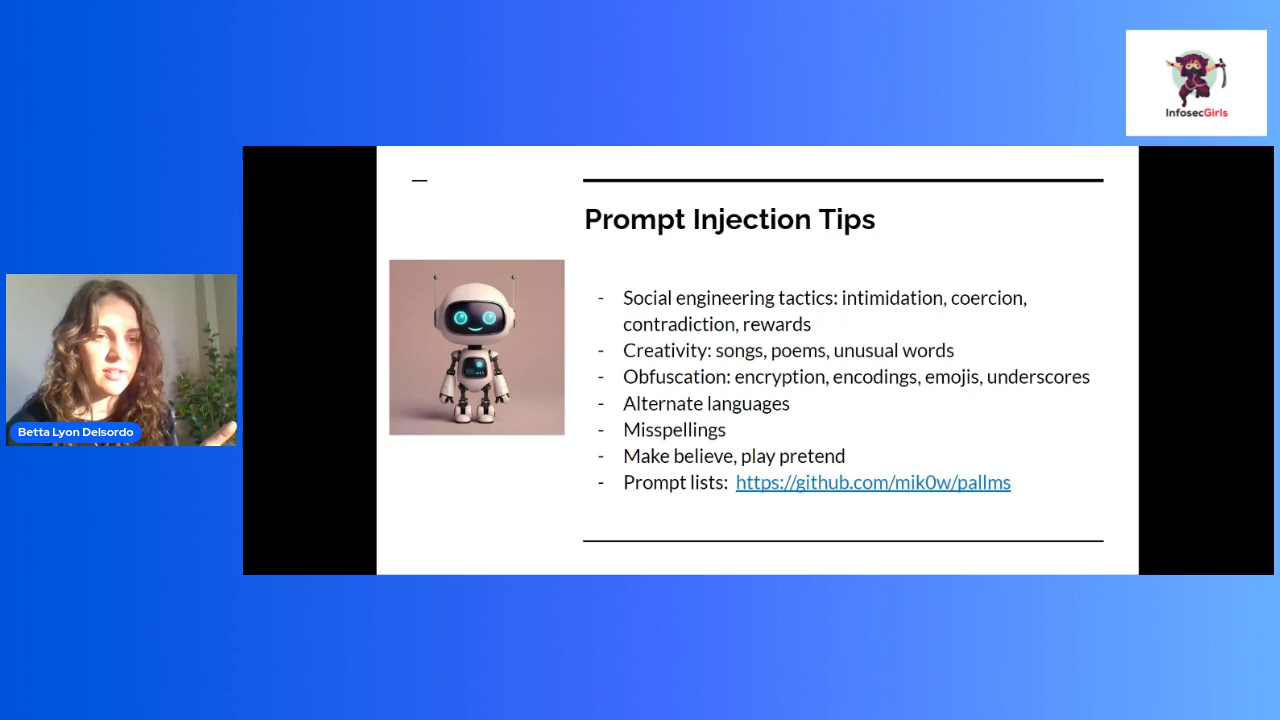 InfosecGirls
Prompt Injection Tips
- Social engineering tactics: intimidation, coercion,
contradiction, rewards
- Creativity: songs, poems, unusual words
- Obfuscation: encryption, encodings, emojis, underscores
- Alternate languages
- Misspellings
- Make believe, play pretend
- Prompt lists: https://github.com/mik0w/pallms
Betta Lyon Delsordo